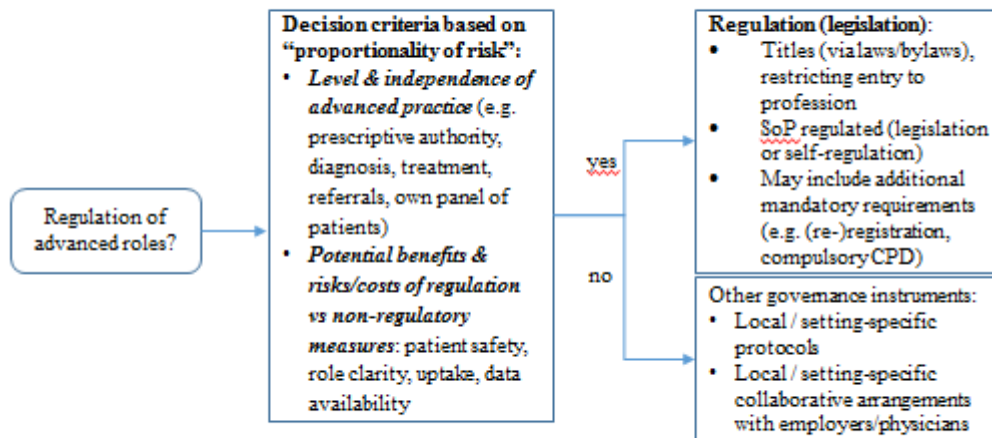 Regulation of
advanced roles?
Decision criteria based on
“proportionality of risk”:
• Level & independence of
advanced practice (e.g.
prescriptive authority,
diagnosis, treatment,
referrals, own panel of
patients)
• Potential benefits &
risks/costs of regulation
vs non-regulatory
measures: patient safety,
role clarity, uptake, data
availability
yes
no
Regulation (legislation):
• Titles (via laws/bylaws),
restricting entry to
profession
• SoP regulated (legislation
or self-regulation)
• May include additional
mandatory requirements
(e.g. (re-)registration,
compulsory CPD)
Other governance instruments:
• Local / setting-specific
protocols
• Local / setting-specific
collaborative arrangements
with employers/physicians